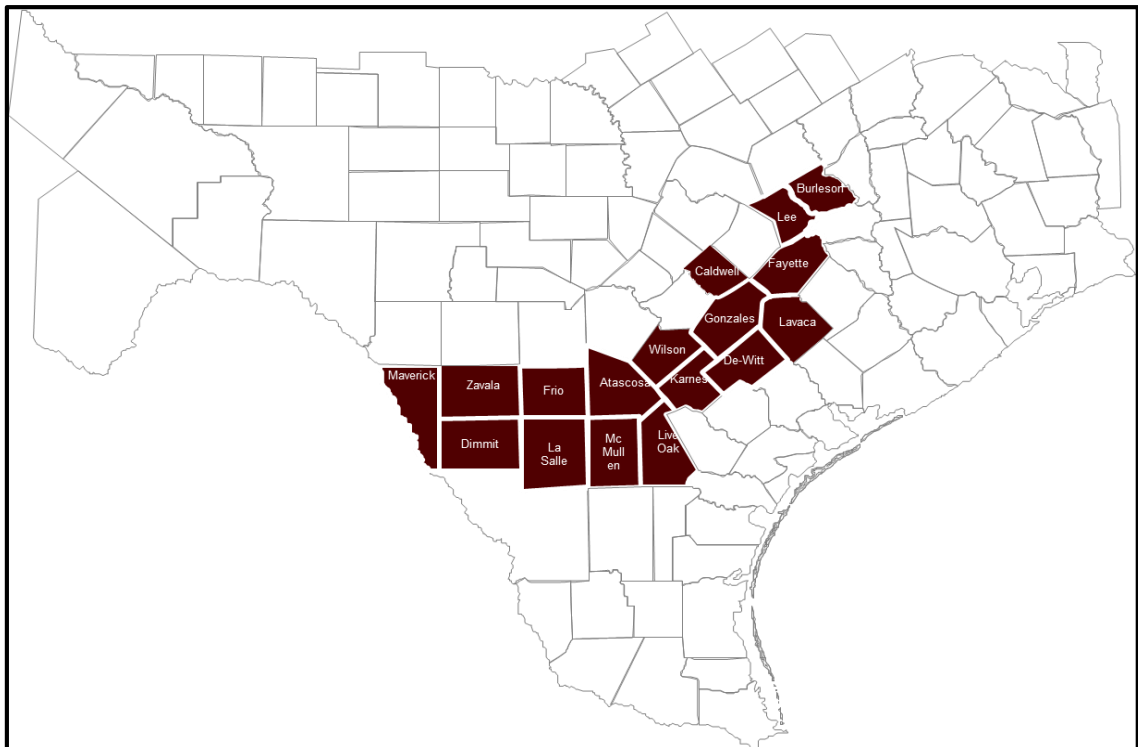 Burleson
Lee
Fayette
Caldwell
Gonzales
Lavaca
Wilson
De-Witt
Maverick
Zavala
Frio
Atascosa
Karnes
Dimmit
La
Salle
Mc
Mull
en
Live
Oak